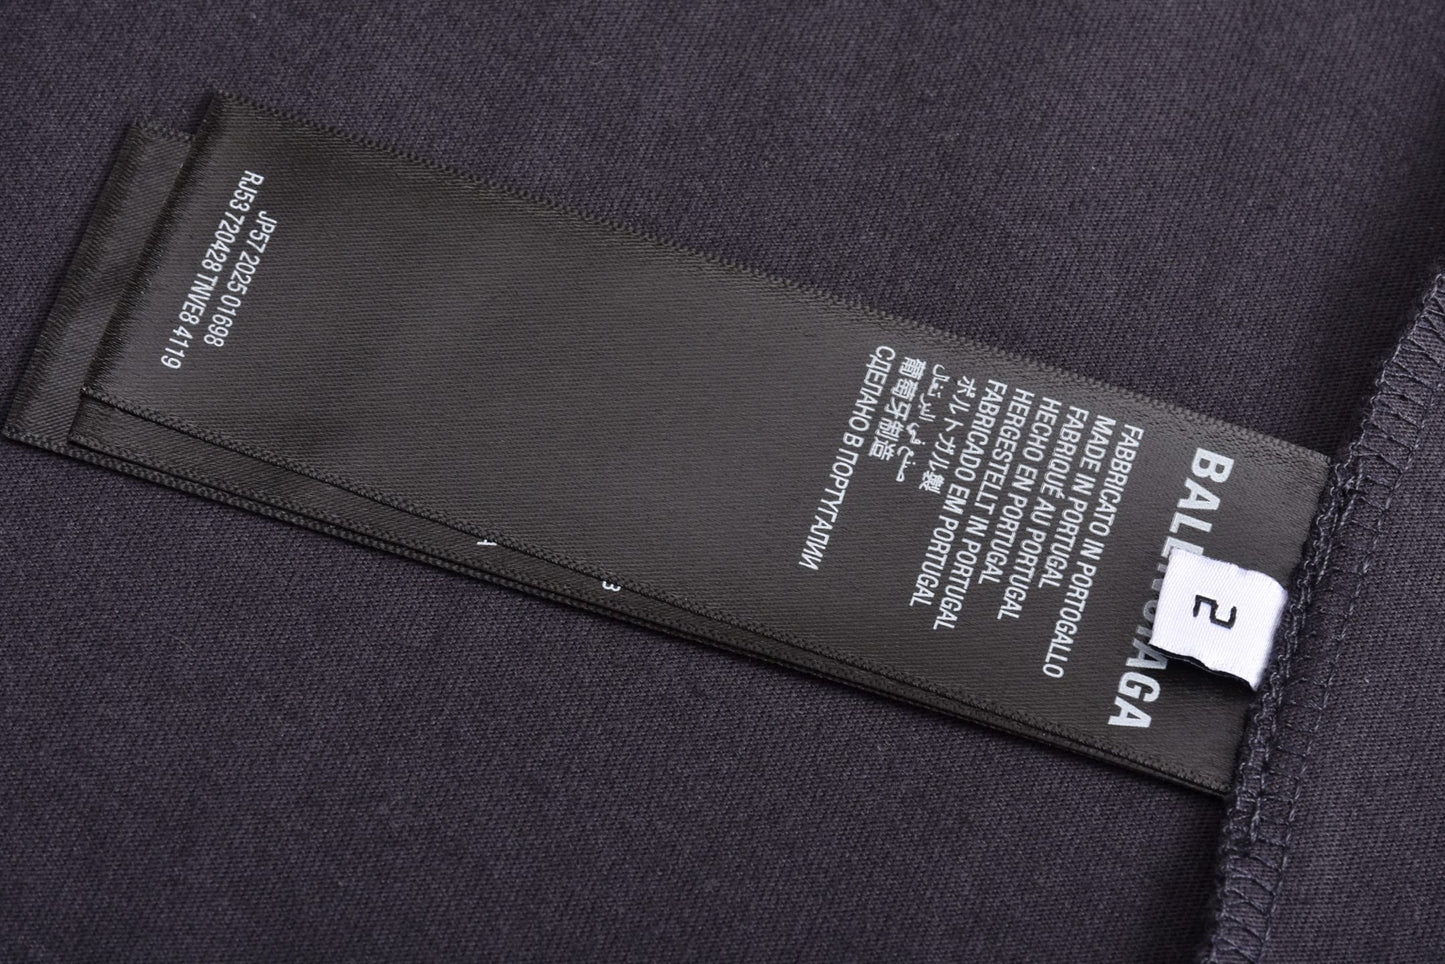 BALENCIAGA
2
FABBRICATO IN PORTOGALLO
MADE IN PORTUGAL
FABRIQUÉ AU PORTUGAL
HECHO EN PORTUGAL
HERGESTELLT IN PORTUGAL
FABRICADO EM PORTUGAL
ポルトガル製
صنع في البرتغال
葡萄牙制造
СДЕЛАНО В ПОРТУГАЛИИ
JP57 2025 01698
RJ53 720428 TNVE8 4119
3